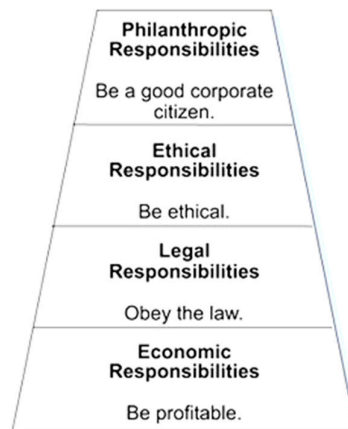 Philanthropic
Responsibilities
Be a good corporate
citizen.
Ethical
Responsibilities
Be ethical.
Legal
Responsibilities
Obey the law.
Economic
Responsibilities
Be profitable.